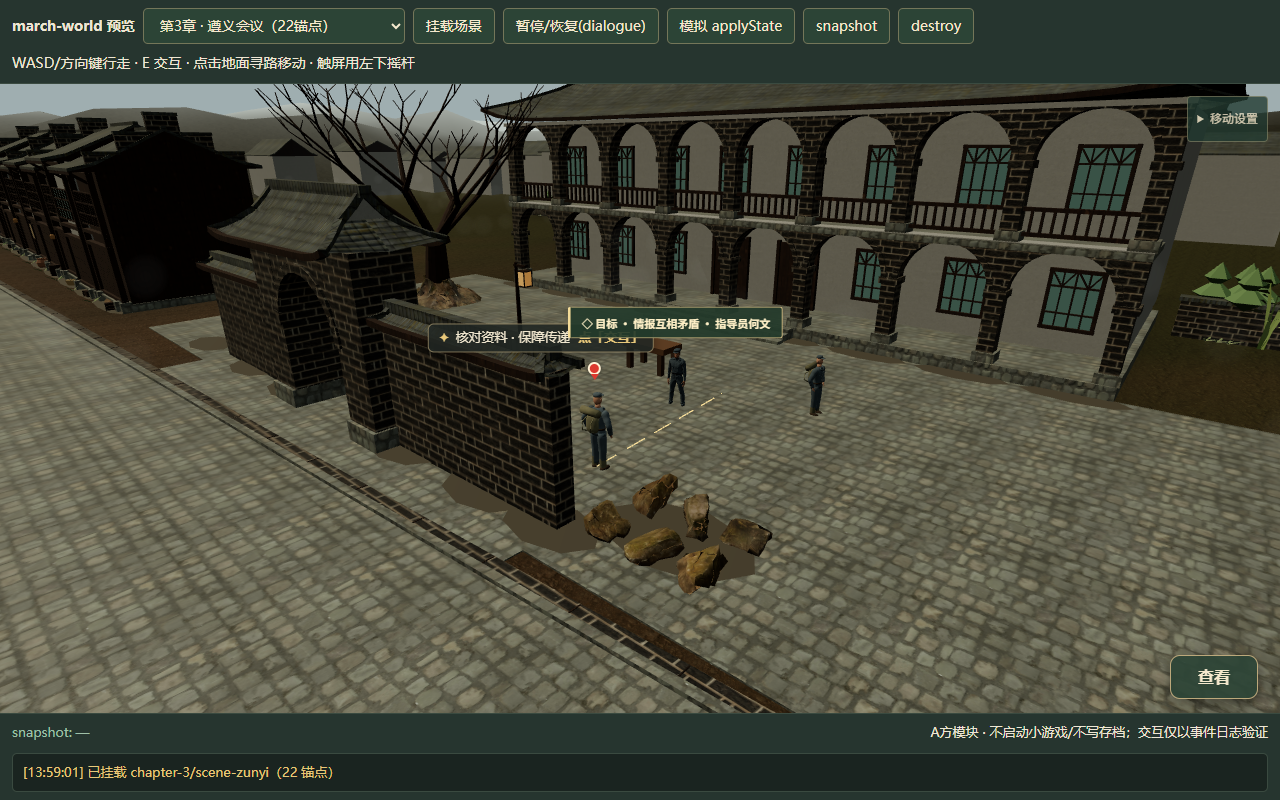 march-world 预览
第3章 · 遵义会议（22锚点）
挂载场景
暂停/恢复(dialogue)
模拟 applyState
snapshot
destroy
WASD/方向键行走 · E 交互 · 点击地面寻路移动 · 触屏用左下摇杆
▶ 移动设置
◇ 目标 · 情报互相矛盾 · 指导员何文
✦ 核对资料 · 保障传递
查看
snapshot: —
A方模块 · 不启动小游戏/不写存档；交互仅以事件日志验证
[13:59:01] 已挂载 chapter-3/scene-zunyi（22 锚点）